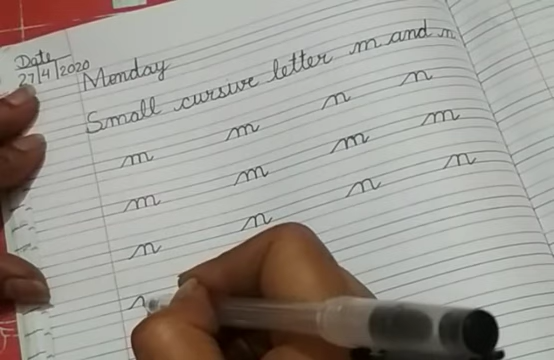 Date
27/4/2020
Monday
Small cursive letter m and n
m m n n
m m m m
n n n n